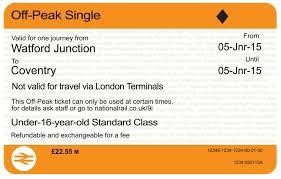 Off-Peak Single
Valid for one journey from
From
Watford Junction
05-Jnr-15
To
Until
Coventry
05-Jnr-15
Not valid for travel via London Terminals
This Off-Peak ticket can only be used at certain times.
for details ask staff or go to nationalrail.co.uk/9i
Under-16-year-old Standard Class
Refundable and exchangeable for a fee
£22.55 M
12345-1234-1234-00-01-00